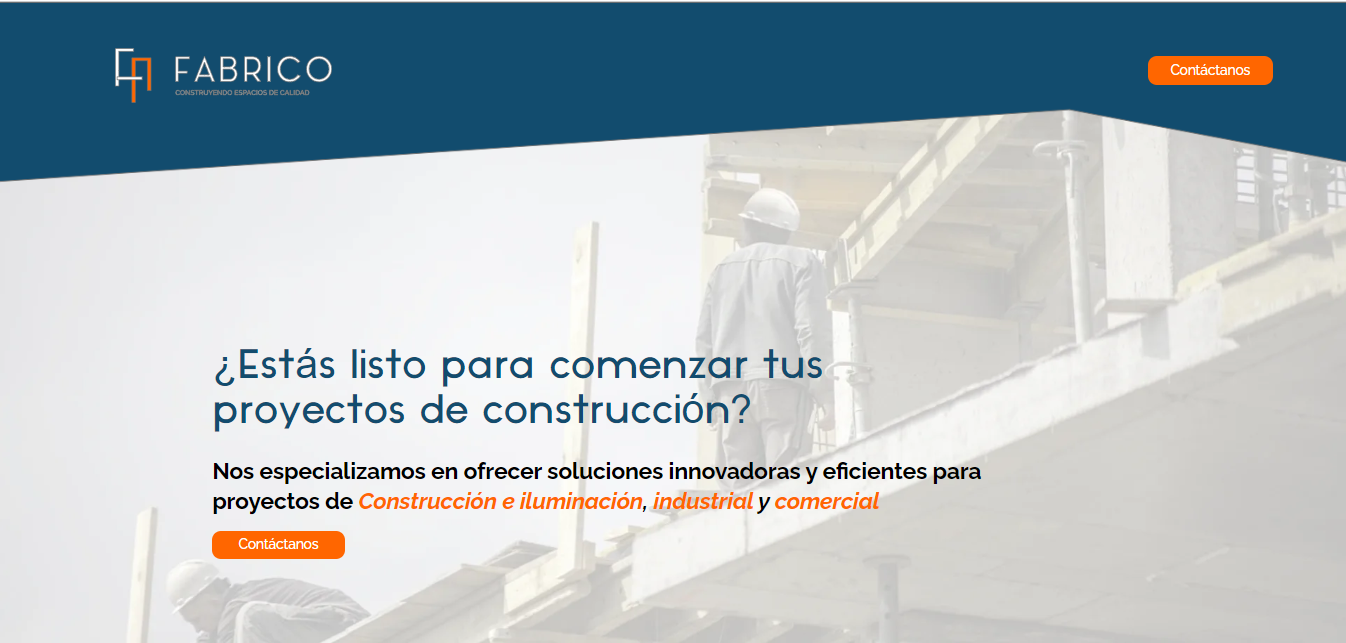 FABRICO
CONSTRUYENDO ESPACIOS DE CALIDAD
Contáctanos
¿Estás listo para comenzar tus
proyectos de construcción?
Nos especializamos en ofrecer soluciones innovadoras y eficientes para
proyectos de Construcción e iluminación, industrial y comercial
Contáctanos